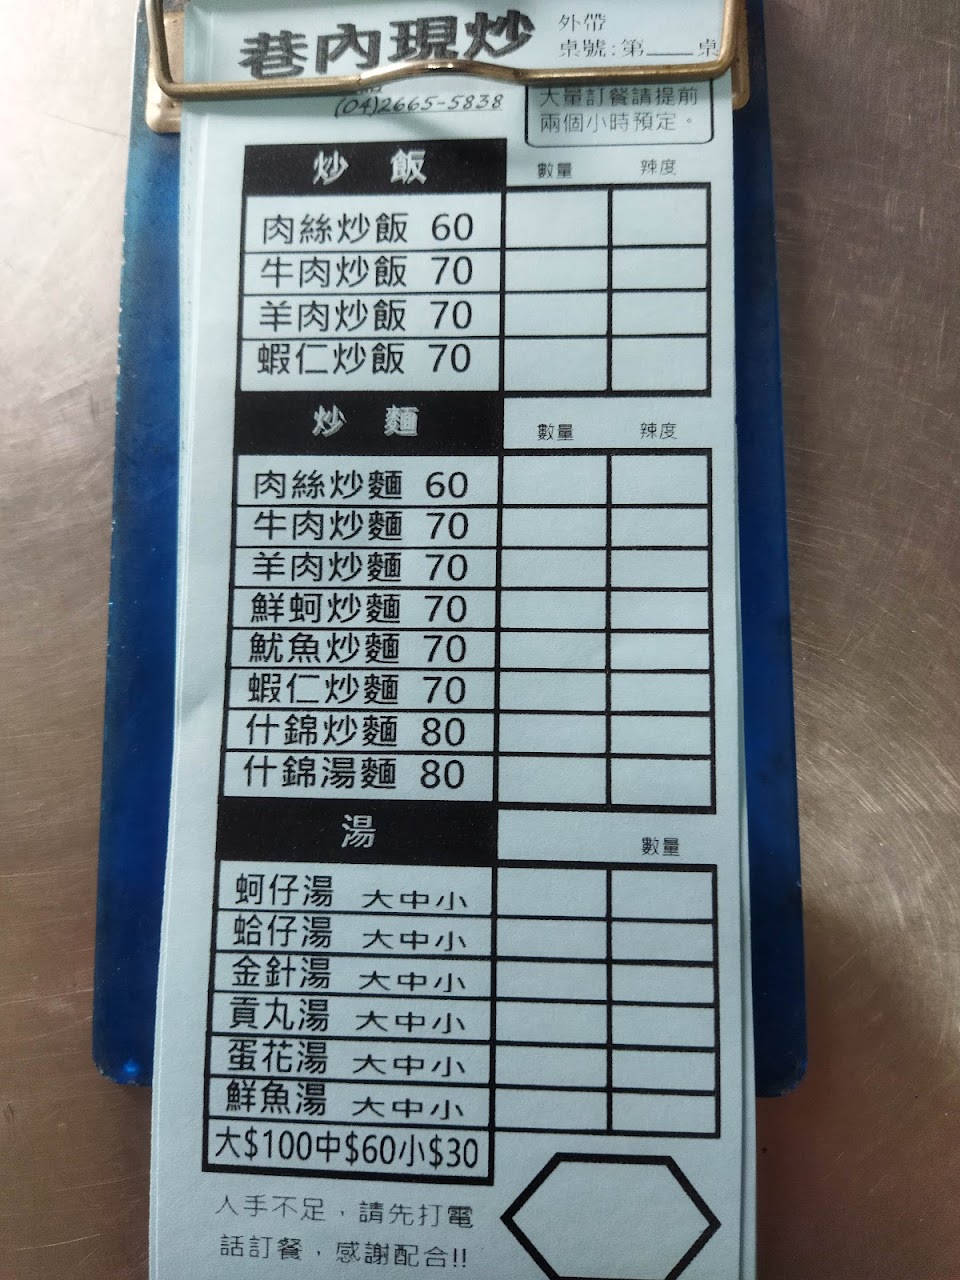 巷內現炒
外帶
桌號:第___桌
(04)2665-5838
大量訂餐請提前
兩個小時預定。
炒 飯 數量 辣度
肉絲炒飯 60
牛肉炒飯 70
羊肉炒飯 70
蝦仁炒飯 70
炒 麵 數量 辣度
肉絲炒麵 60
牛肉炒麵 70
羊肉炒麵 70
鮮蚵炒麵 70
魷魚炒麵 70
蝦仁炒麵 70
什錦炒麵 80
什錦湯麵 80
湯 數量
蚵仔湯 大中小
蛤仔湯 大中小
金針湯 大中小
貢丸湯 大中小
蛋花湯 大中小
鮮魚湯 大中小
大$100中$60小$30
人手不足，請先打電
話訂餐，感謝配合!!